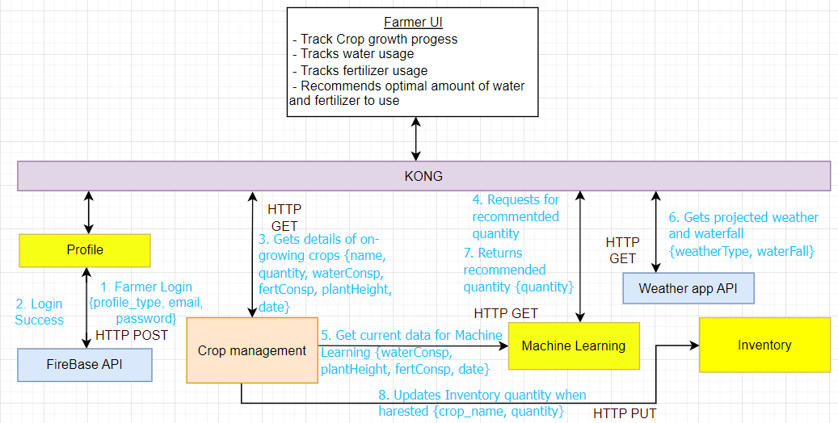 Farmer UI
- Track Crop growth progess
- Tracks water usage
- Tracks fertilizer usage
- Recommends optimal amount of water
and fertilizer to use
KONG
HTTP
GET
4. Requests for
recommentded
quantity
6. Gets projected weather
and waterfall
{weatherType, waterFall}
HTTP
GET
Profile
3. Gets details of on-
growing crops {name,
quantity, waterConsp,
fertConsp, plantHeight,
date}
7. Returns
recommended
quantity {quantity}
1. Farmer Login
{profile_type, email,
password}
2. Login
Success
HTTP POST
Weather app API
HTTP GET
FireBase API
Crop management
5. Get current data for Machine
Learning {waterConsp,
plantHeight, fertConsp, date}
Machine Learning
Inventory
8. Updates Inventory quantity when
harested {crop_name, quantity}
HTTP PUT